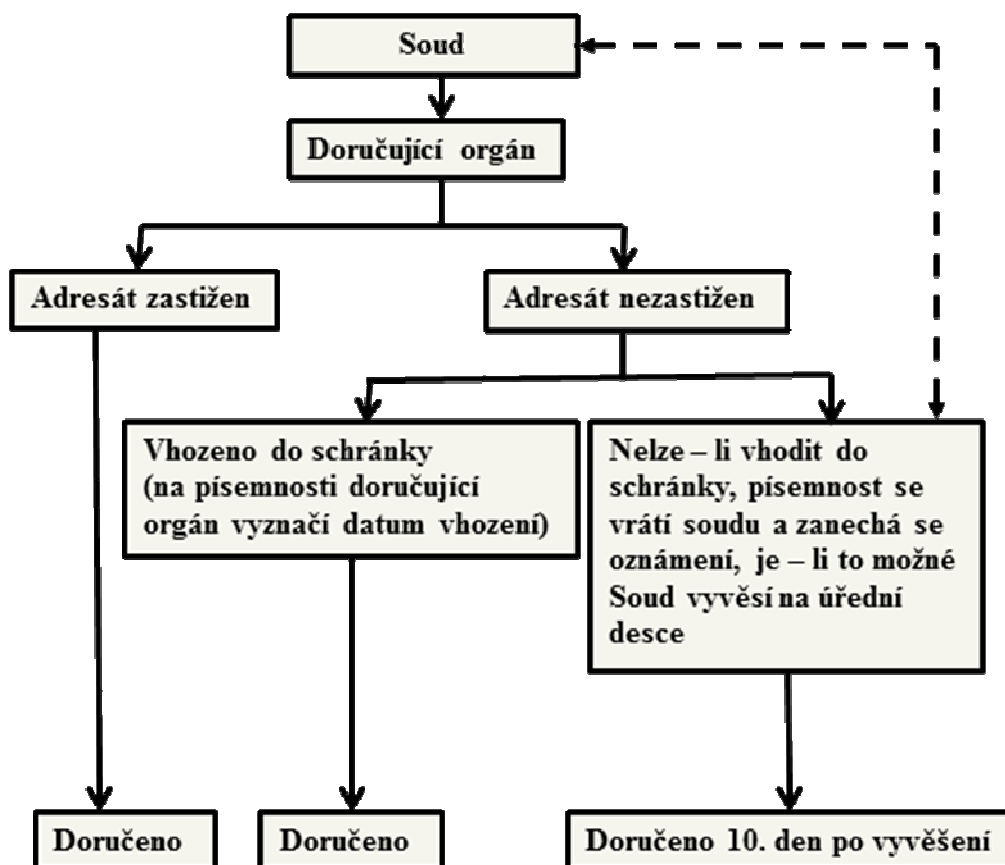 Soud
Doručující orgán
Adresát zastižen
Adresát nezastižen
Vhozeno do schránky
(na písemnosti doručující
orgán vyznačí datum vhození)
Nelze – li vhodit do
schránky, písemnost se
vrátí soudu a zanechá se
oznámení, je – li to možné
Soud vyvěsí na úřední
desce
Doručeno
Doručeno
Doručeno 10. den po vyvěšení